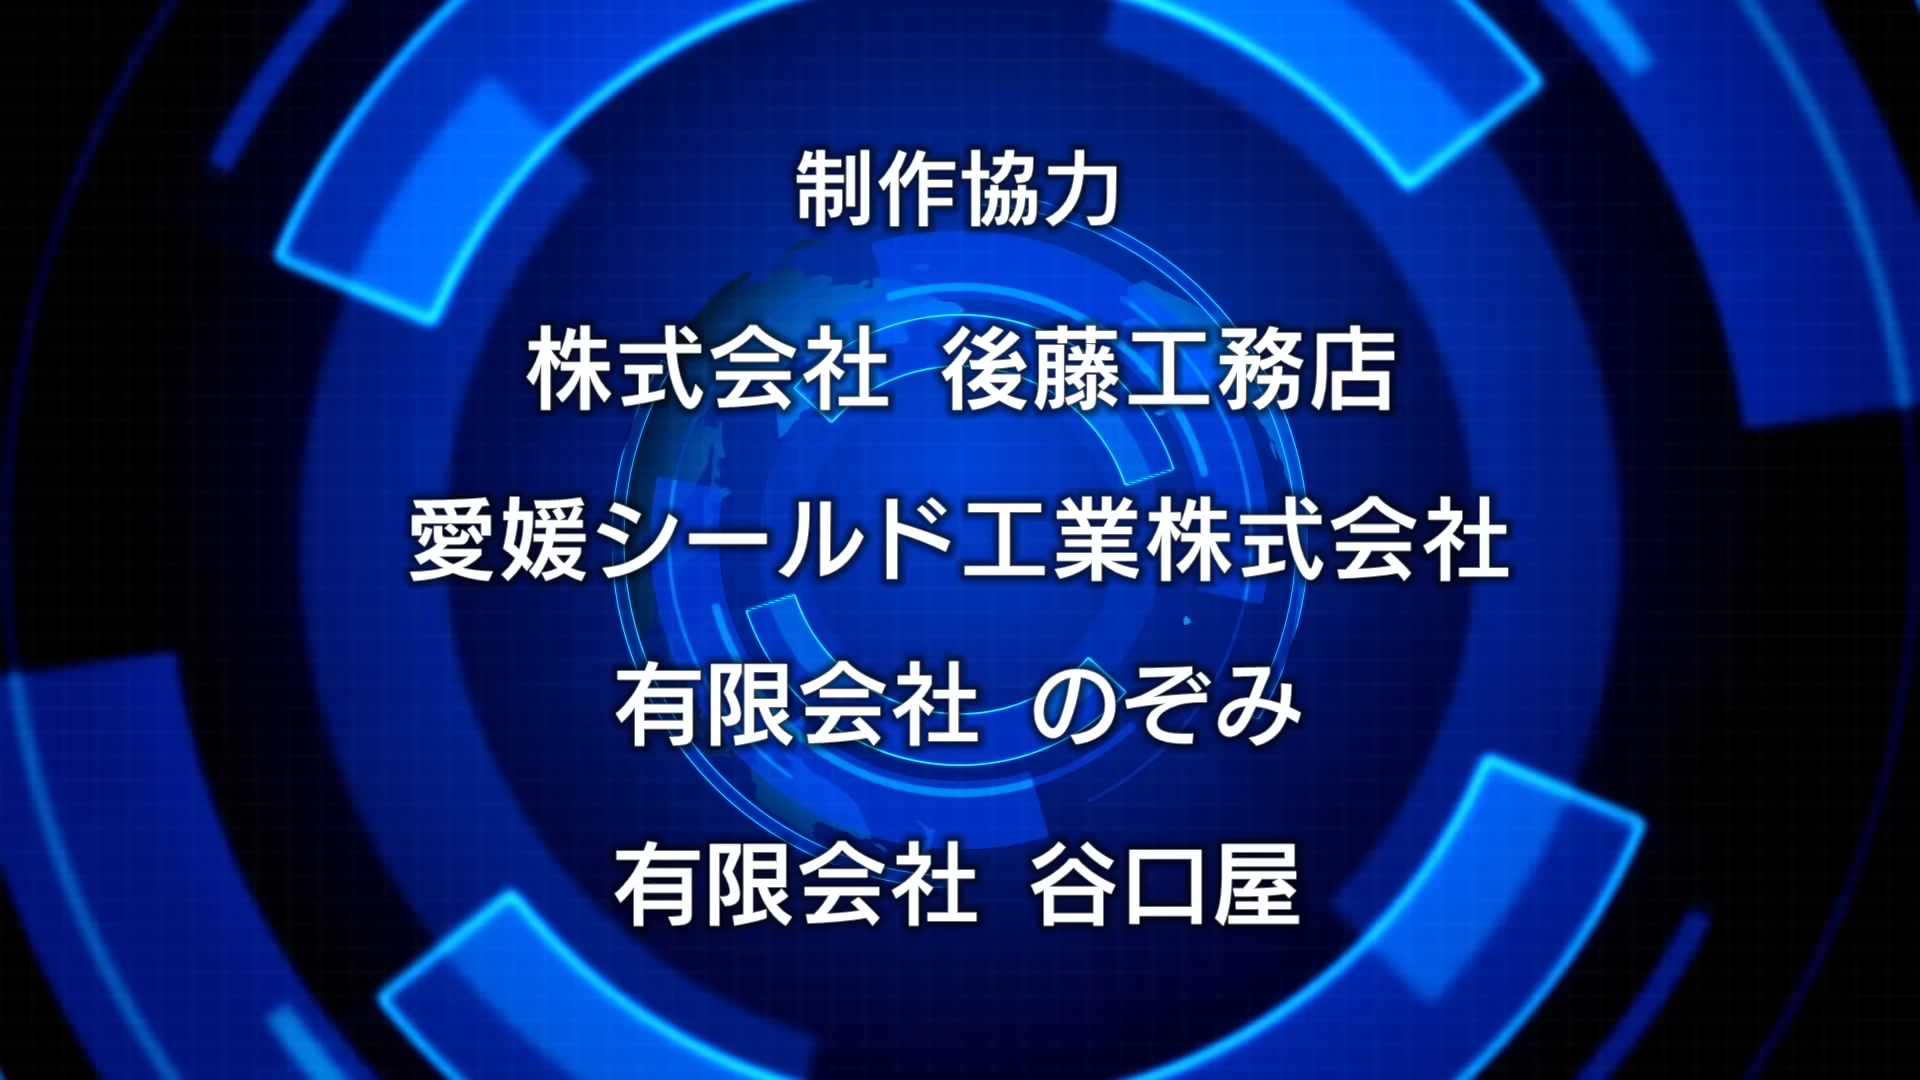 制作協力
株式会社 後藤工務店
愛媛シールド工業株式会社
有限会社 のぞみ
有限会社 谷口屋